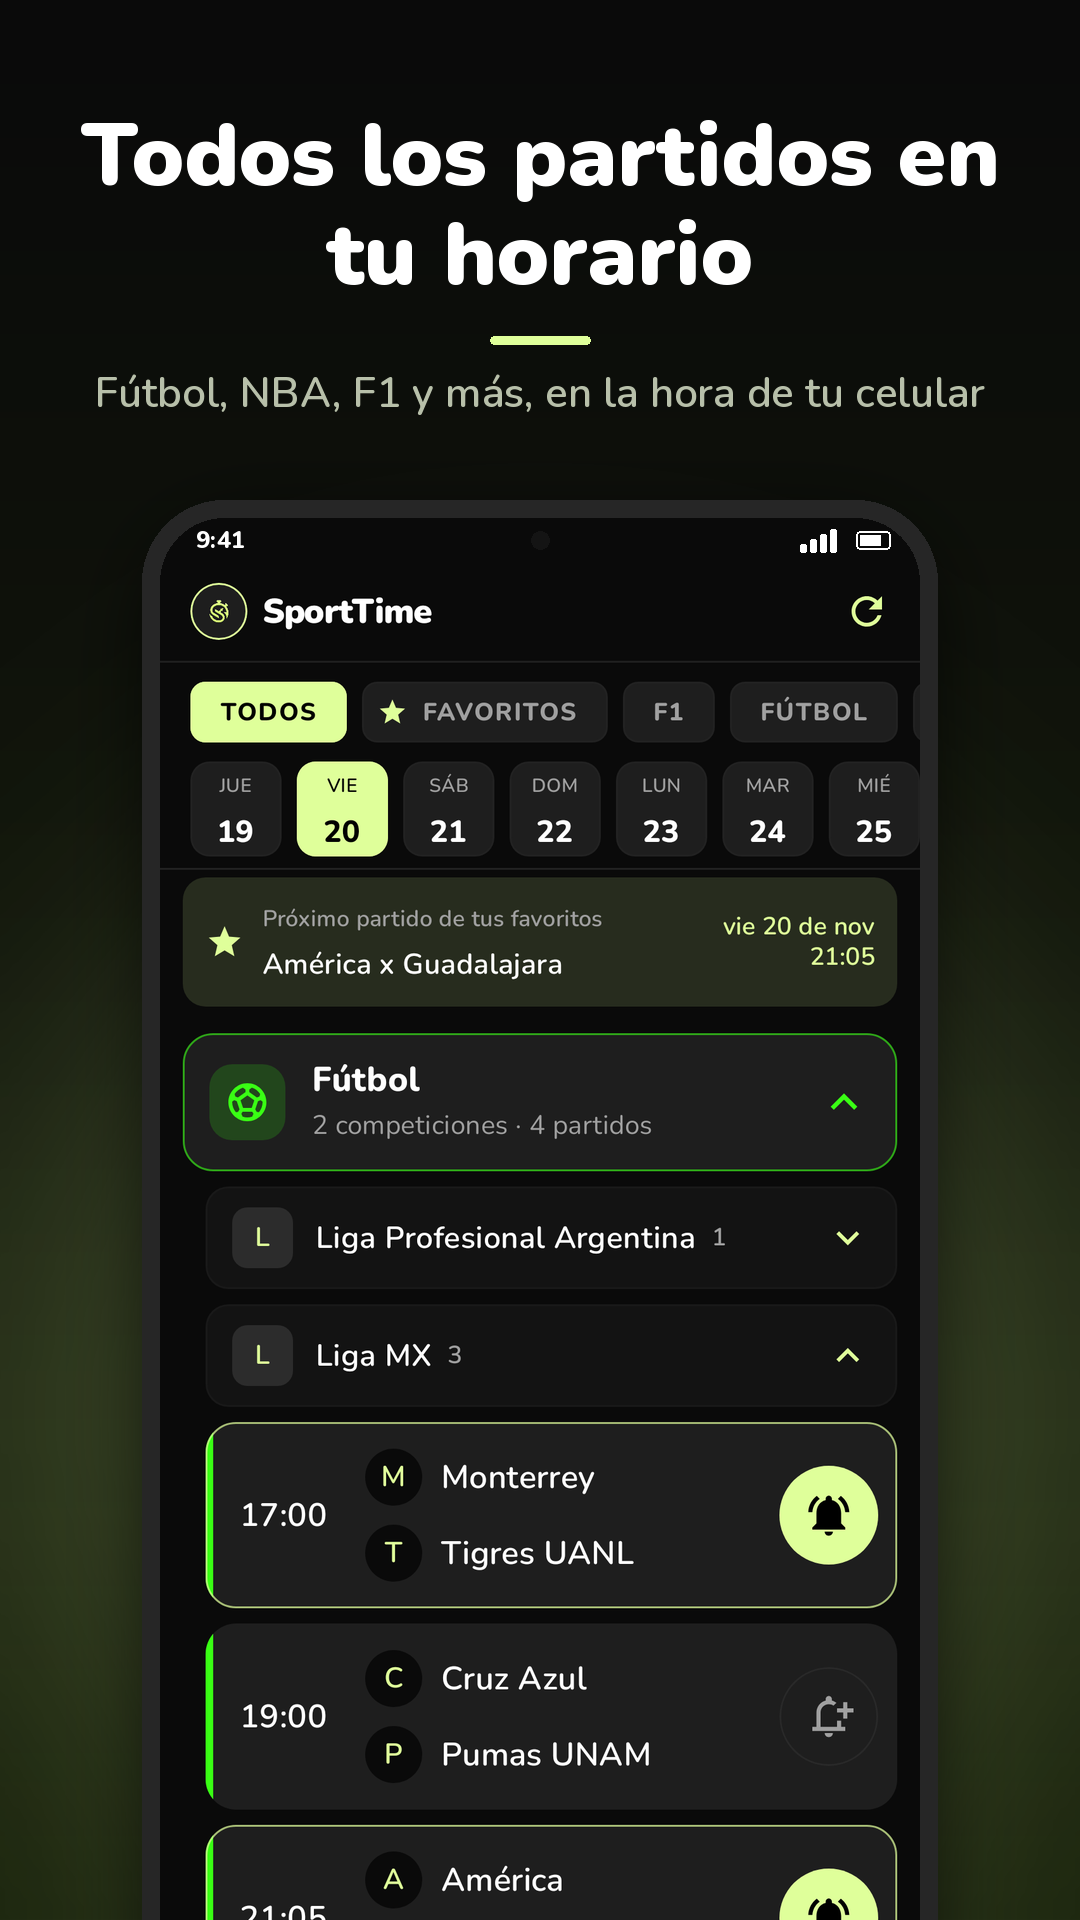 Todos los partidos en
tu horario
Fútbol, NBA, F1 y más, en la hora de tu celular
9:41
SportTime
TODOS
FAVORITOS
F1
FÚTBOL
JUE VIE SÁB DOM LUN MAR MIÉ
19 20 21 22 23 24 25
Próximo partido de tus favoritos
América x Guadalajara
vie 20 de nov
21:05
Fútbol
2 competiciones · 4 partidos
L Liga Profesional Argentina 1
L Liga MX 3
17:00
M Monterrey
T Tigres UANL
19:00
C Cruz Azul
P Pumas UNAM
21:05
A América